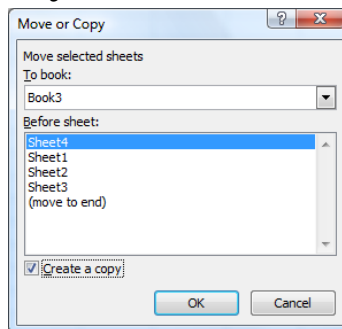 Move or Copy
Move selected sheets
To book:
Book3
Before sheet:
Sheet4
Sheet1
Sheet2
Sheet3
(move to end)
Create a copy
OK Cancel